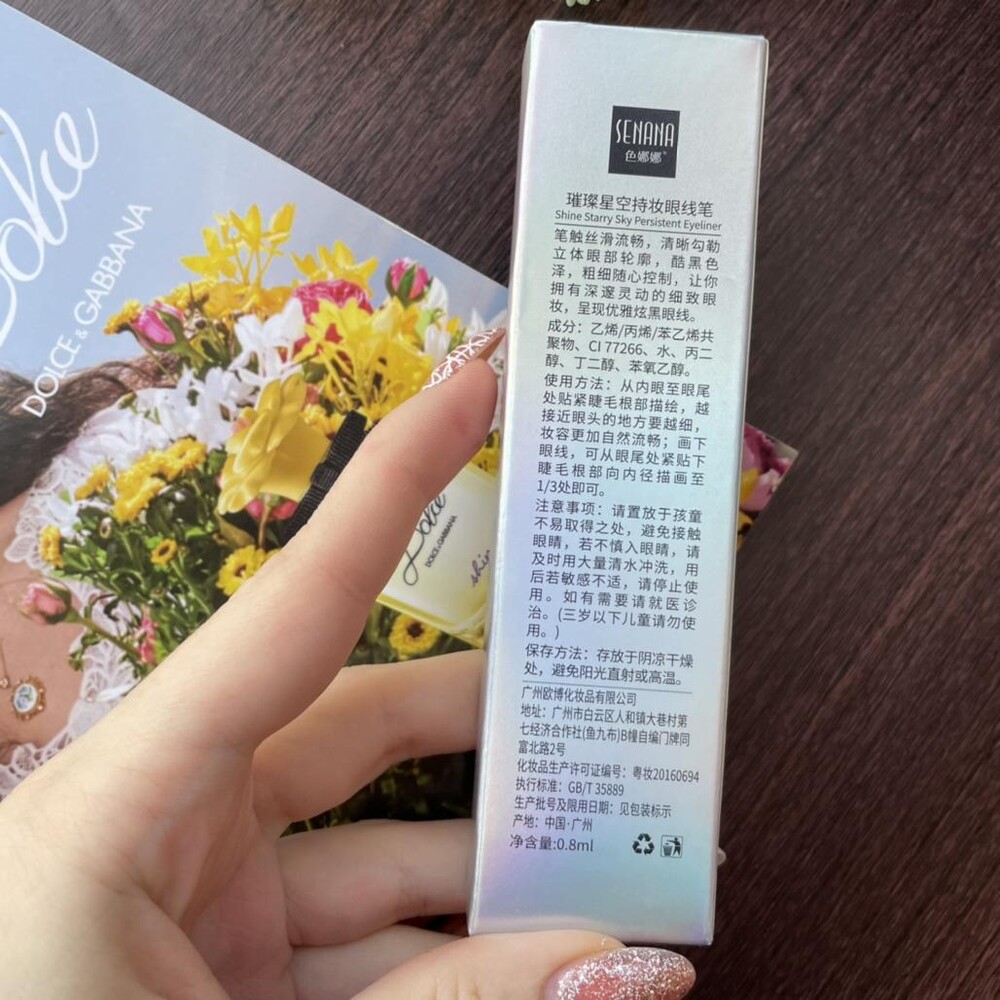 Dolce
DOLCE & GABBANA
Dolce
DOLCE & GABBANA
SENANA
色娜娜®
璀璨星空持妆眼线笔
Shine Starry Sky Persistent Eyeliner
笔触丝滑流畅，清晰勾勒
立体眼部轮廓，酷黑色
泽，粗细随心控制，让你
拥有深邃灵动的细致眼
妆，呈现优雅炫黑眼线。
成分：乙烯/丙烯/苯乙烯共
聚物、CI 77266、水、丙二
醇、丁二醇、苯氧乙醇。
使用方法：从内眼至眼尾
处贴紧睫毛根部描绘，越
接近眼头的地方要越细，
妆容更加自然流畅；画下
眼线，可从眼尾处紧贴下
睫毛根部向内径描画至
1/3处即可。
注意事项：请置放于孩童
不易取得之处，避免接触
眼睛，若不慎入眼睛，请
及时用大量清水冲洗，用
后若敏感不适，请停止使
用。如有需要请就医诊
治。(三岁以下儿童请勿使
用。)
保存方法：存放于阴凉干燥
处，避免阳光直射或高温。
广州欧博化妆品有限公司
地址：广州市白云区人和镇大巷村第
七经济合作社(鱼九布)B幢自编门牌同
富北路2号
化妆品生产许可证编号：粤妆20160694
执行标准：GB/T 35889
生产批号及限用日期：见包装标示
产地：中国·广州
净含量:0.8ml